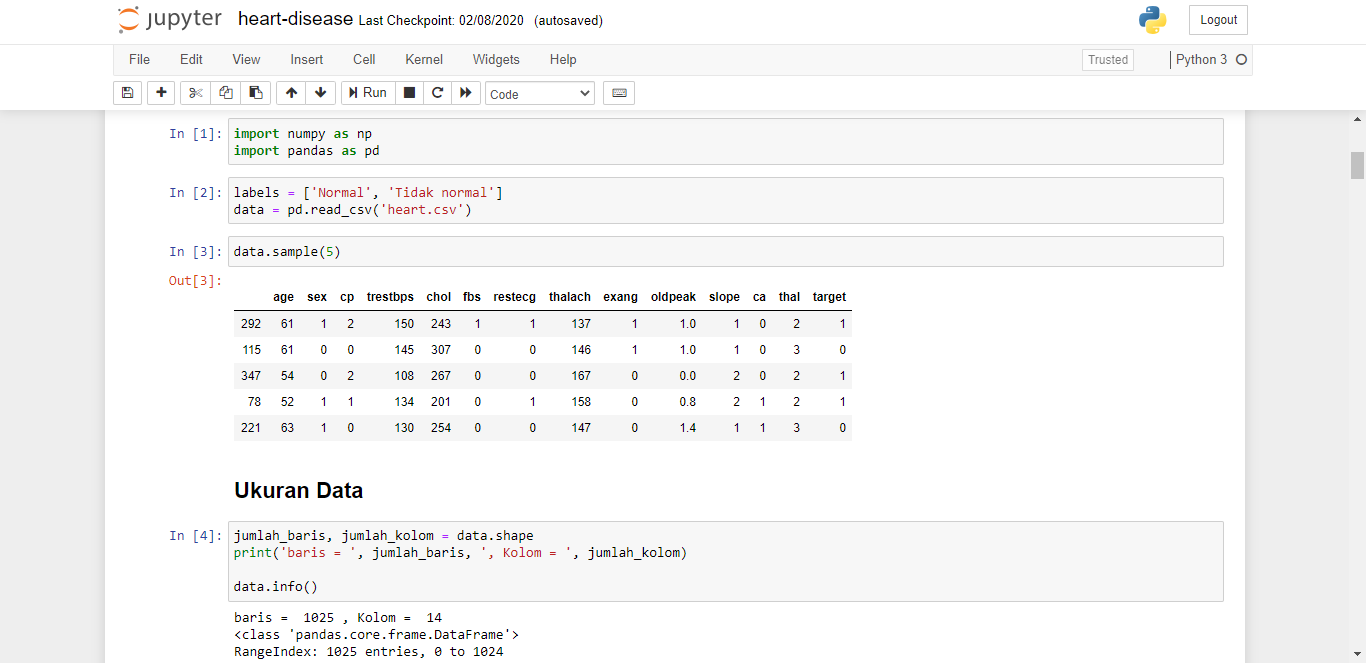 jupyter heart-disease Last Checkpoint: 02/08/2020 (autosaved) Logout
File Edit View Insert Cell Kernel Widgets Help Trusted Python 3
Run Code
In [1]: import numpy as np
import pandas as pd
In [2]: labels = ['Normal', 'Tidak normal']
data = pd.read_csv('heart.csv')
In [3]: data.sample(5)
Out[3]:
age sex cp trestbps chol fbs restecg thalach exang oldpeak slope ca thal target
292 61 1 2 150 243 1 1 137 1 1.0 1 0 2 1
115 61 0 0 145 307 0 0 146 1 1.0 1 0 3 0
347 54 0 2 108 267 0 0 167 0 0.0 2 0 2 1
78 52 1 1 134 201 0 1 158 0 0.8 2 1 2 1
221 63 1 0 130 254 0 0 147 0 1.4 1 1 3 0
Ukuran Data
In [4]: jumlah_baris, jumlah_kolom = data.shape
print('baris = ', jumlah_baris, ', Kolom = ', jumlah_kolom)
data.info()
baris =  1025 , Kolom =  14
<class 'pandas.core.frame.DataFrame'>
RangeIndex: 1025 entries, 0 to 1024